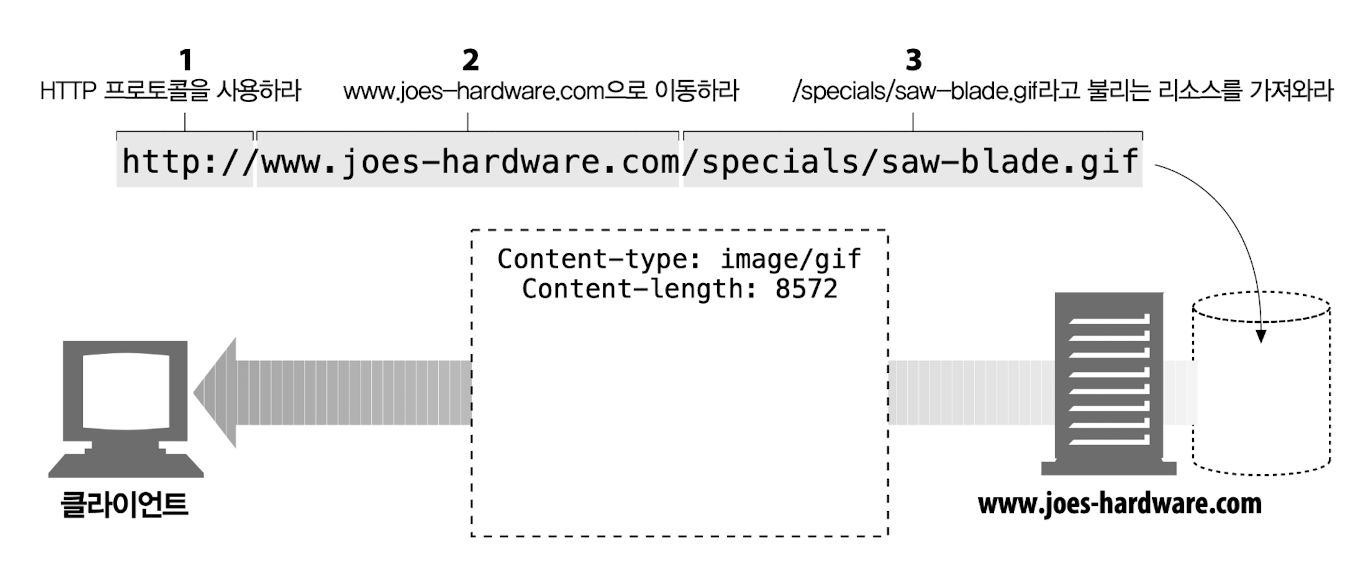 1
HTTP 프로토콜을 사용하라
2
www.joes-hardware.com으로 이동하라
3
/specials/saw-blade.gif라고 불리는 리소스를 가져와라
http://www.joes-hardware.com/specials/saw-blade.gif
Content-type: image/gif
Content-length: 8572
클라이언트
www.joes-hardware.com